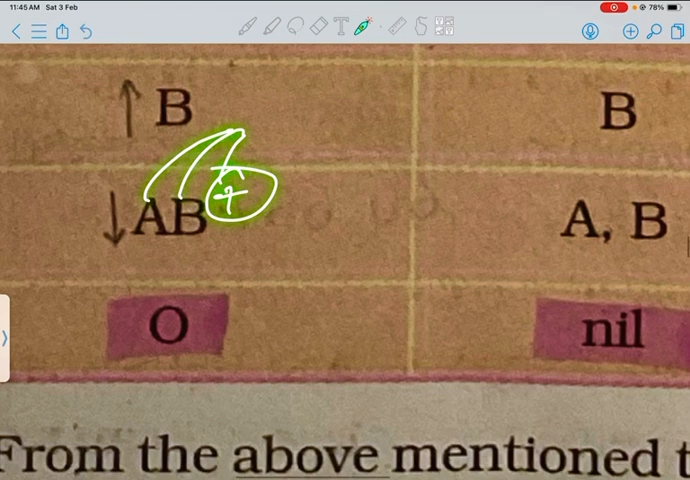 11:45 AM Sat 3 Feb 78%
↑ B B
+
↓ AB A, B
O nil
From the above mentioned t